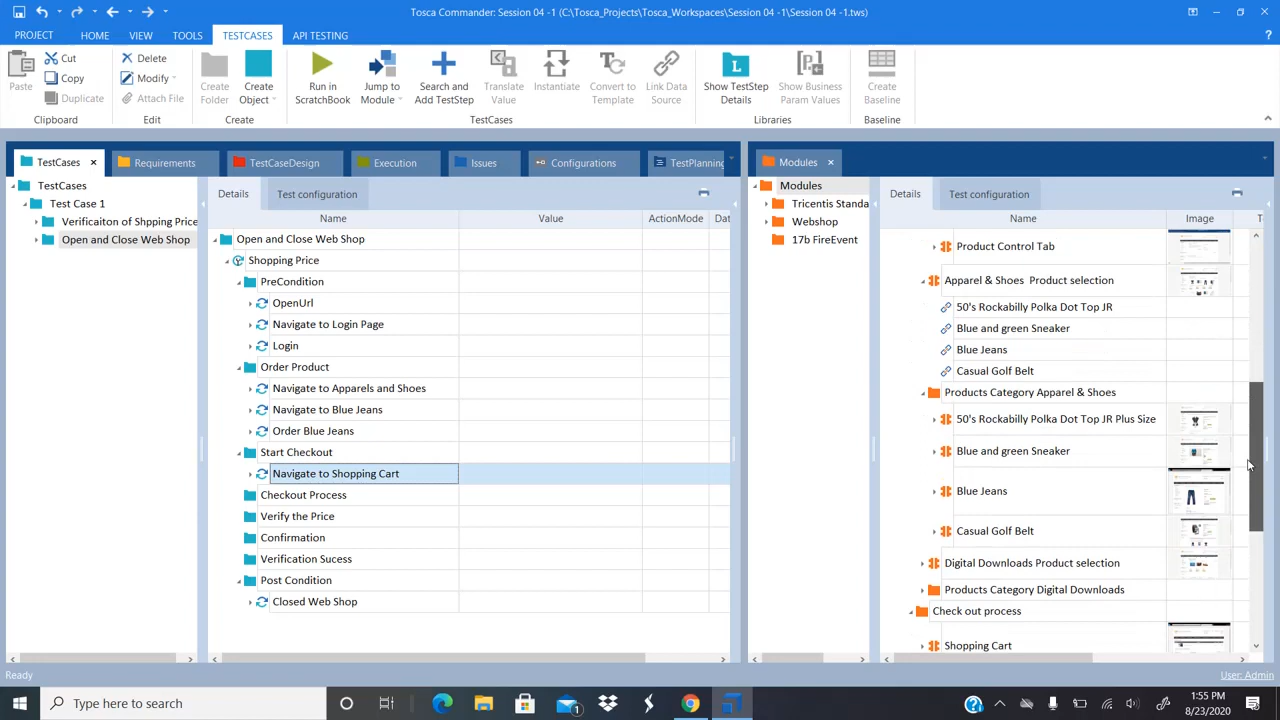 Tosca Commander: Session 04 -1 (C:\Tosca_Projects\Tosca_Workspaces\Session 04 -1\Session 04 -1.tws)
PROJECT HOME VIEW TOOLS TESTCASES API TESTING
Paste
Cut
Copy
Duplicate
Clipboard
Delete
Modify
Attach File
Edit
Create Folder
Create Object
Create
Run in ScratchBook
Jump to Module
Search and Add TestStep
Translate Value
Instantiate
Convert to Template
Link Data Source
TestCases
Show TestStep Details
Show Business Param Values
Libraries
Create Baseline
Baseline
TestCases Requirements TestCaseDesign Execution Issues Configurations TestPlanning
TestCases
Test Case 1
Verificaiton of Shpping Price
Open and Close Web Shop
Details Test configuration
Name Value ActionMode Dat
Open and Close Web Shop
Shopping Price
PreCondition
OpenUrl
Navigate to Login Page
Login
Order Product
Navigate to Apparels and Shoes
Navigate to Blue Jeans
Order Blue Jeans
Start Checkout
Navigate to Shopping Cart
Checkout Process
Verify the Price
Confirmation
Verification Sucess
Post Condition
Closed Web Shop
Modules
Modules
Tricentis Standa
Webshop
17b FireEvent
Details Test configuration
Name Image
Product Control Tab
Apparel & Shoes Product selection
50's Rockabilly Polka Dot Top JR
Blue and green Sneaker
Blue Jeans
Casual Golf Belt
Products Category Apparel & Shoes
50's Rockabilly Polka Dot Top JR Plus Size
Blue and green Sneaker
Blue Jeans
Casual Golf Belt
Digital Downloads Product selection
Products Category Digital Downloads
Check out process
Shopping Cart
Ready
User: Admin
Type here to search
1
1:55 PM
8/23/2020